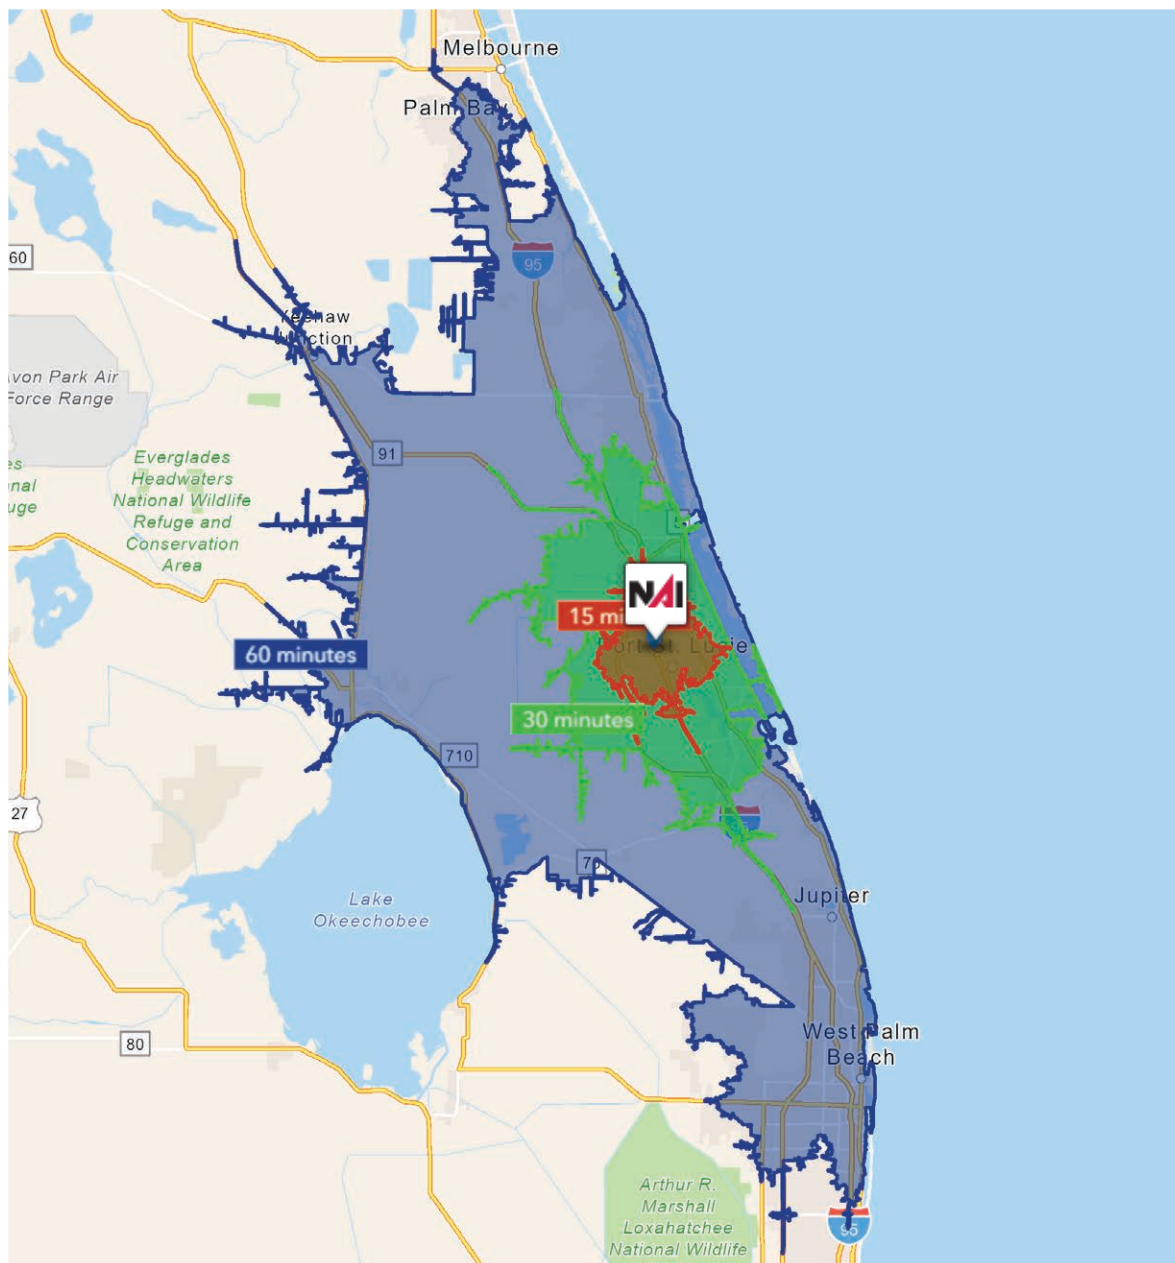 Melbourne
Palm Bay
95
60
Yeehaw
Junction
Avon Park Air
Force Range
91
Everglades
Headwaters
National Wildlife
Refuge and
Conservation
Area
NAI
15 mi
Port St. Lucie
60 minutes
30 minutes
710
27
Lake
Okeechobee
Jupiter
80
West Palm
Beach
Arthur R.
Marshall
Loxahatchee
National Wildlife
95